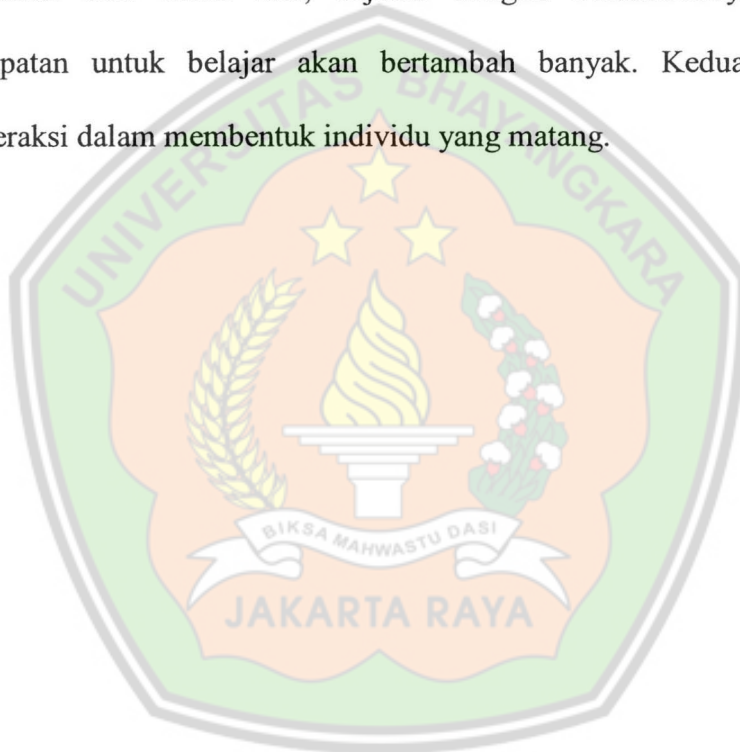 patan untuk belajar akan bertambah banyak. Kedua
eraksi dalam membentuk individu yang matang.
UNIVERSITAS BHAYANGKARA
BIKSA MAHWASTU DASI
JAKARTA RAYA